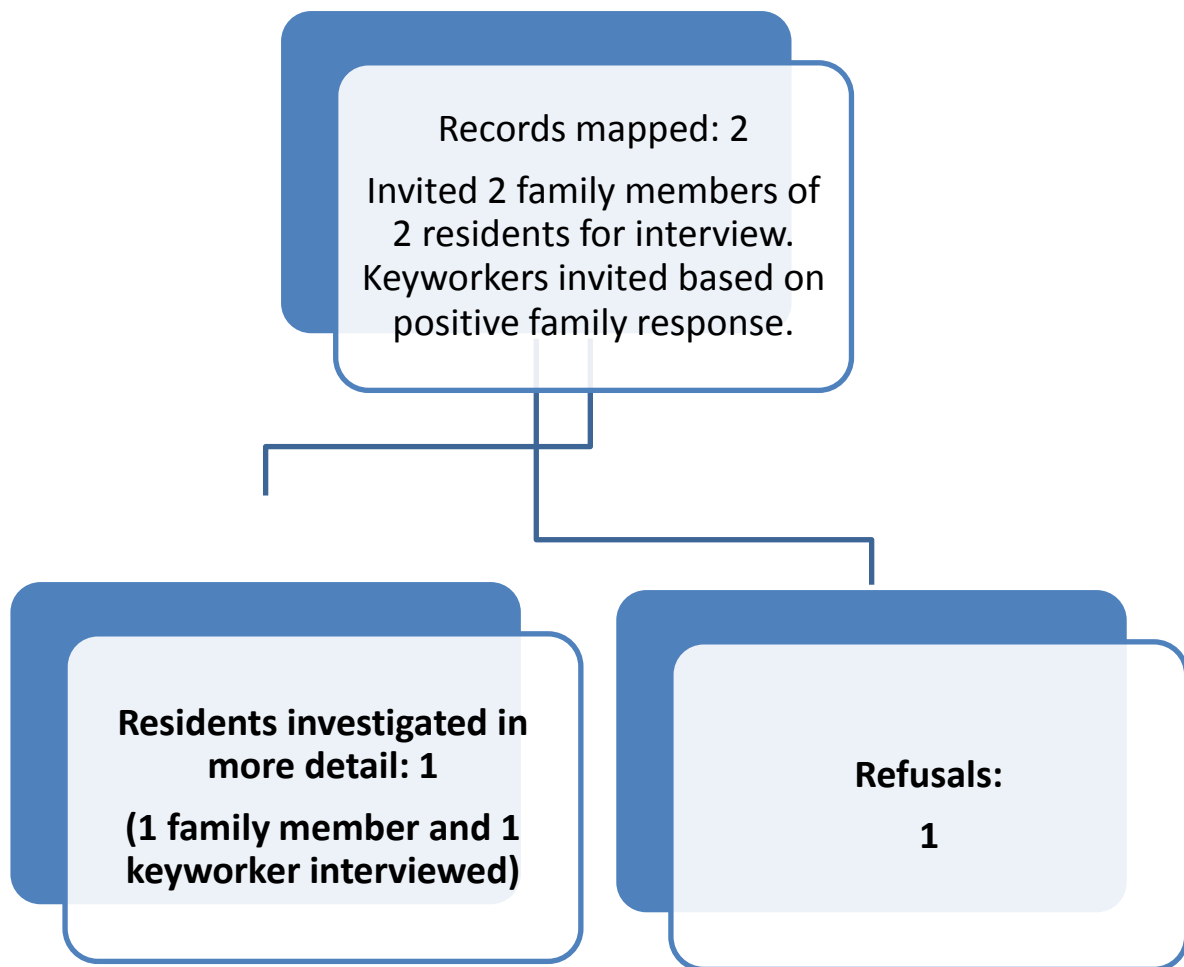 Records mapped: 2
Invited 2 family members of
2 residents for interview.
Keyworkers invited based on
positive family response.
Residents investigated in
more detail: 1
(1 family member and 1
keyworker interviewed)
Refusals:
1